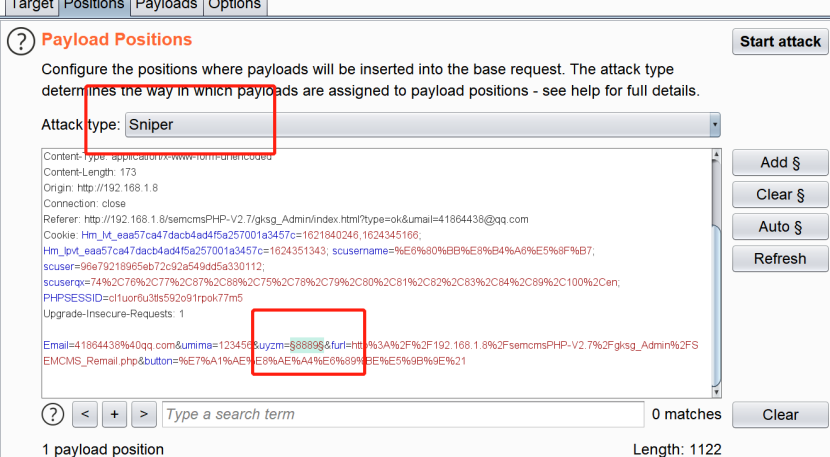 Target Positions Payloads Options
Payload Positions
Start attack
Configure the positions where payloads will be inserted into the base request. The attack type
determines the way in which payloads are assigned to payload positions - see help for full details.
Attack type: Sniper
Content-Type: application/x-www-form-urlencoded
Content-Length: 173
Origin: http://192.168.1.8
Connection: close
Referer: http://192.168.1.8/semcmsPHP-V2.7/gksg_Admin/index.html?type=ok&umail=41864438@qq.com
Cookie: Hm_lvt_eaa57ca47dacb4ad4f5a257001a3457c=1621840246,1624345166;
Hm_lpvt_eaa57ca47dacb4ad4f5a257001a3457c=1624351343; scusername=%E6%80%BB%E8%B4%A6%E5%8F%B7;
scuser=96e79218965eb72c92a549dd5a330112;
scuserqx=74%2C76%2C77%2C87%2C88%2C75%2C78%2C79%2C80%2C81%2C82%2C83%2C84%2C89%2C100%2Cen;
PHPSESSID=cl1uor6u3tls592o91rpok77m5
Upgrade-Insecure-Requests: 1
Email=41864438%40qq.com&umima=123456&uyzm=§8889§&furl=http%3A%2F%2F192.168.1.8%2FsemcmsPHP-V2.7%2Fgksg_Admin%2FS
EMCMS_Remail.php&button=%E7%A1%AE%E8%AE%A4%E6%89%BE%E5%9B%9E%21
Add §
Clear §
Auto §
Refresh
? < + > Type a search term 0 matches Clear
1 payload position Length: 1122